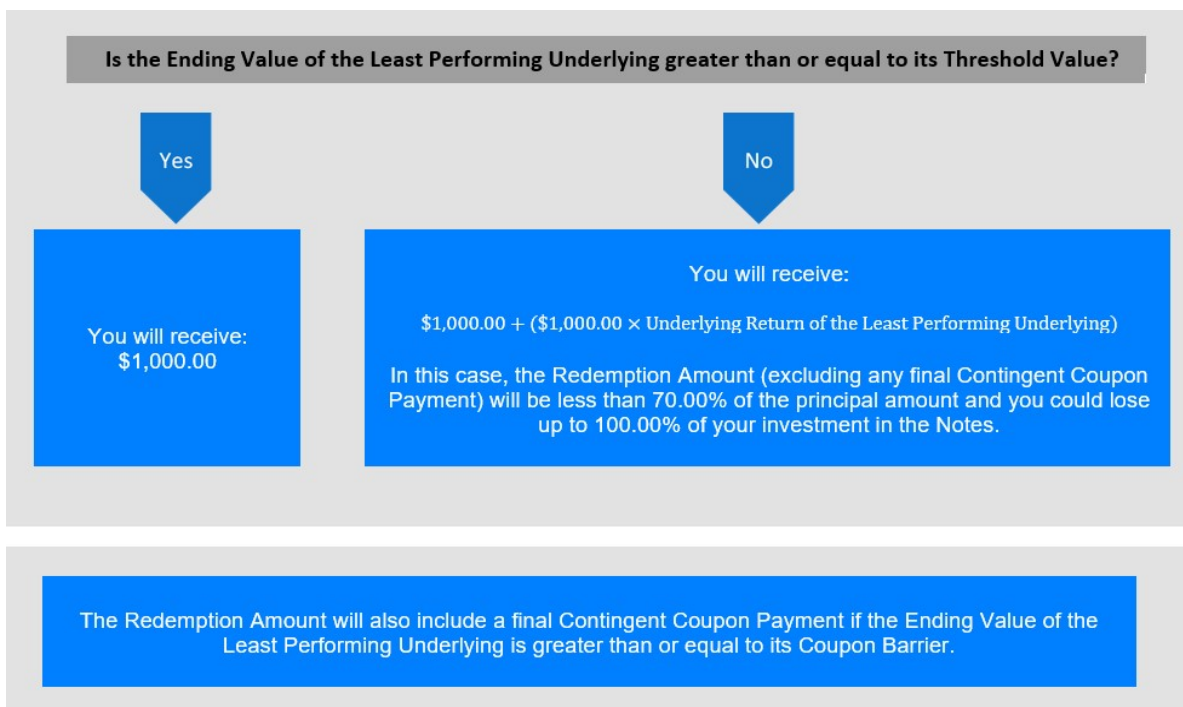 Is the Ending Value of the Least Performing Underlying greater than or equal to its Threshold Value?
Yes
No
You will receive:
$1,000.00
You will receive:
$1,000.00 + ($1,000.00 × Underlying Return of the Least Performing Underlying)
In this case, the Redemption Amount (excluding any final Contingent Coupon
Payment) will be less than 70.00% of the principal amount and you could lose
up to 100.00% of your investment in the Notes.
The Redemption Amount will also include a final Contingent Coupon Payment if the Ending Value of the
Least Performing Underlying is greater than or equal to its Coupon Barrier.